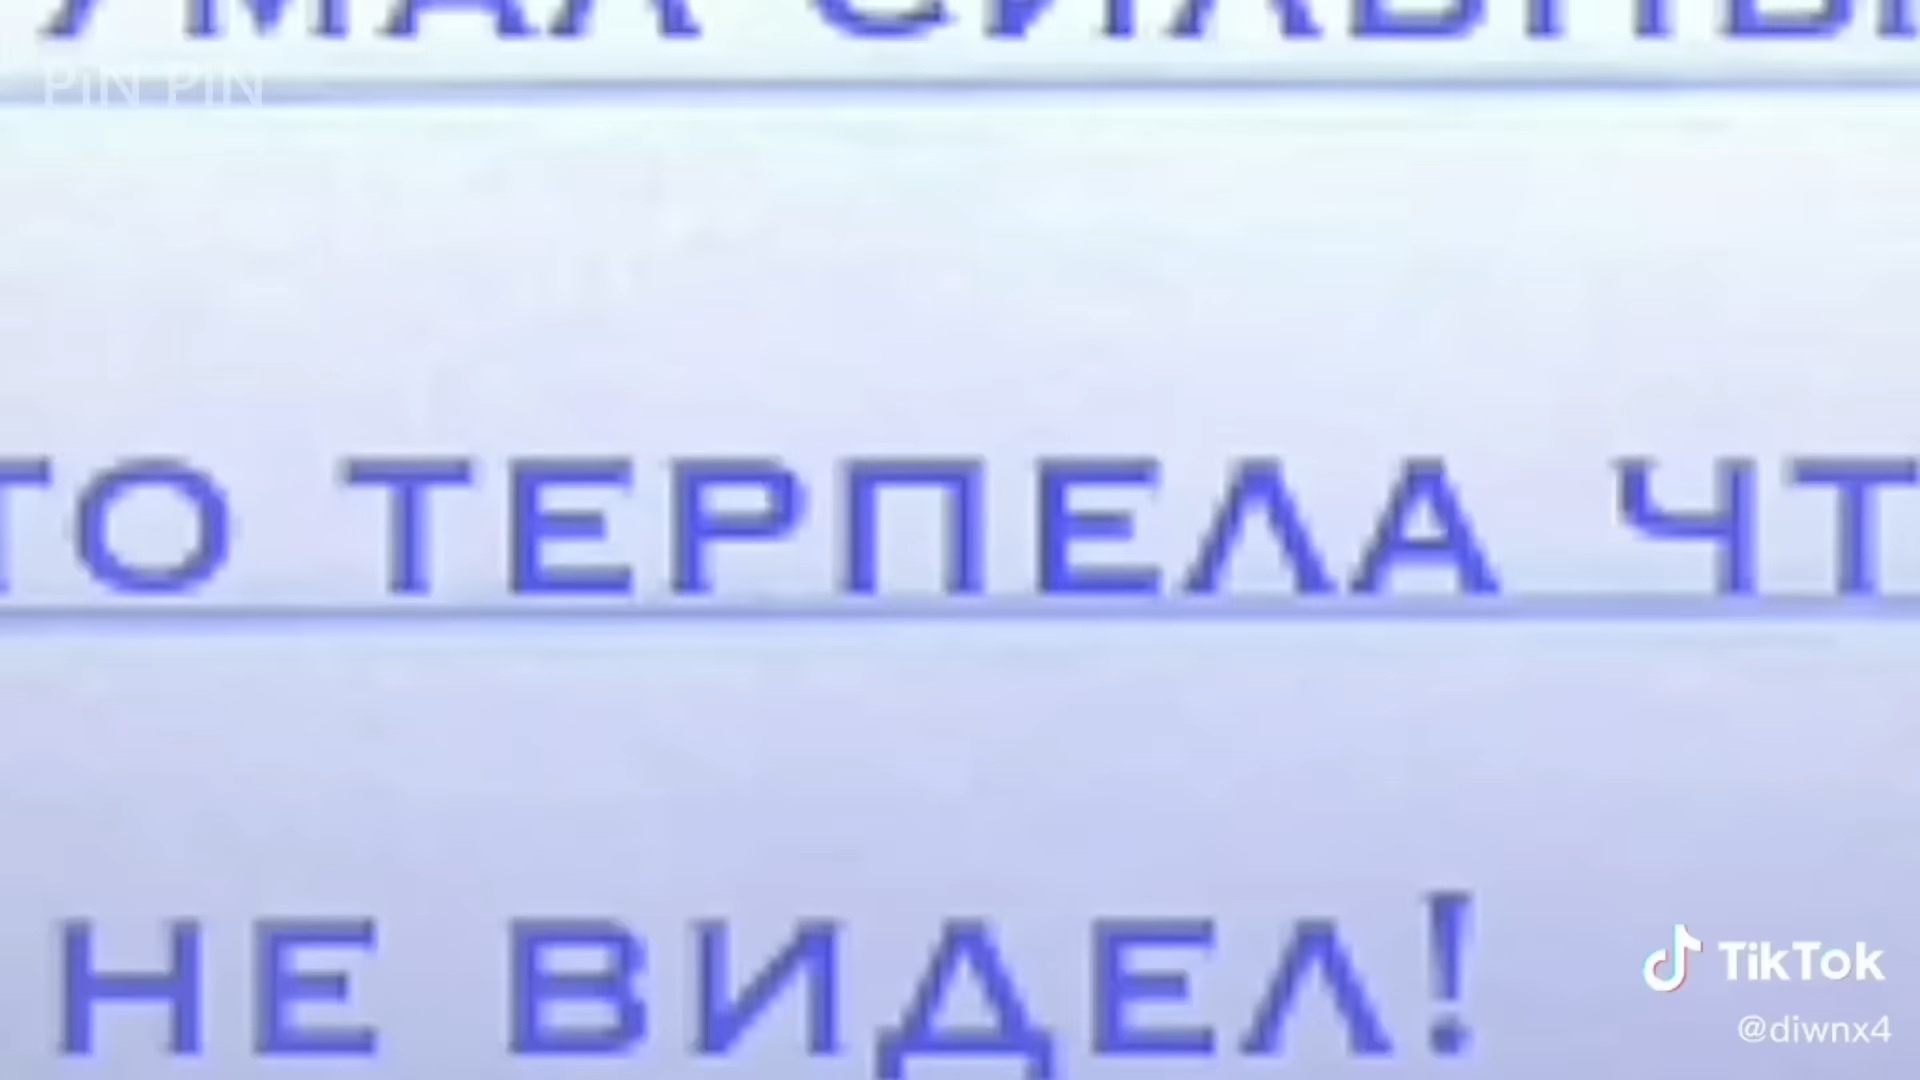 PiN PIN
ТО ТЕРПЕЛА ЧТ
НЕ ВИДЕЛ!
TikTok
@diwnx4